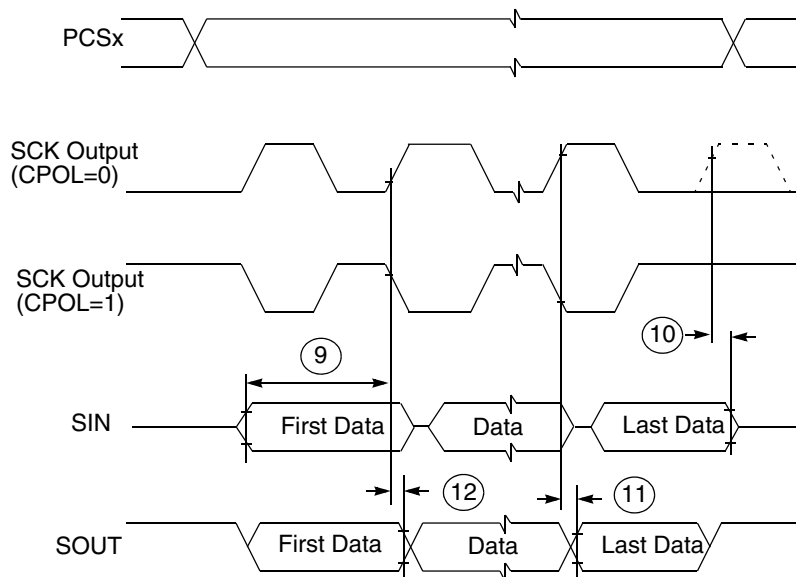 PCSx
SCK Output
(CPOL=0)
SCK Output
(CPOL=1)
10
9
SIN
First Data
Data
Last Data
12
11
SOUT
First Data
Data
Last Data